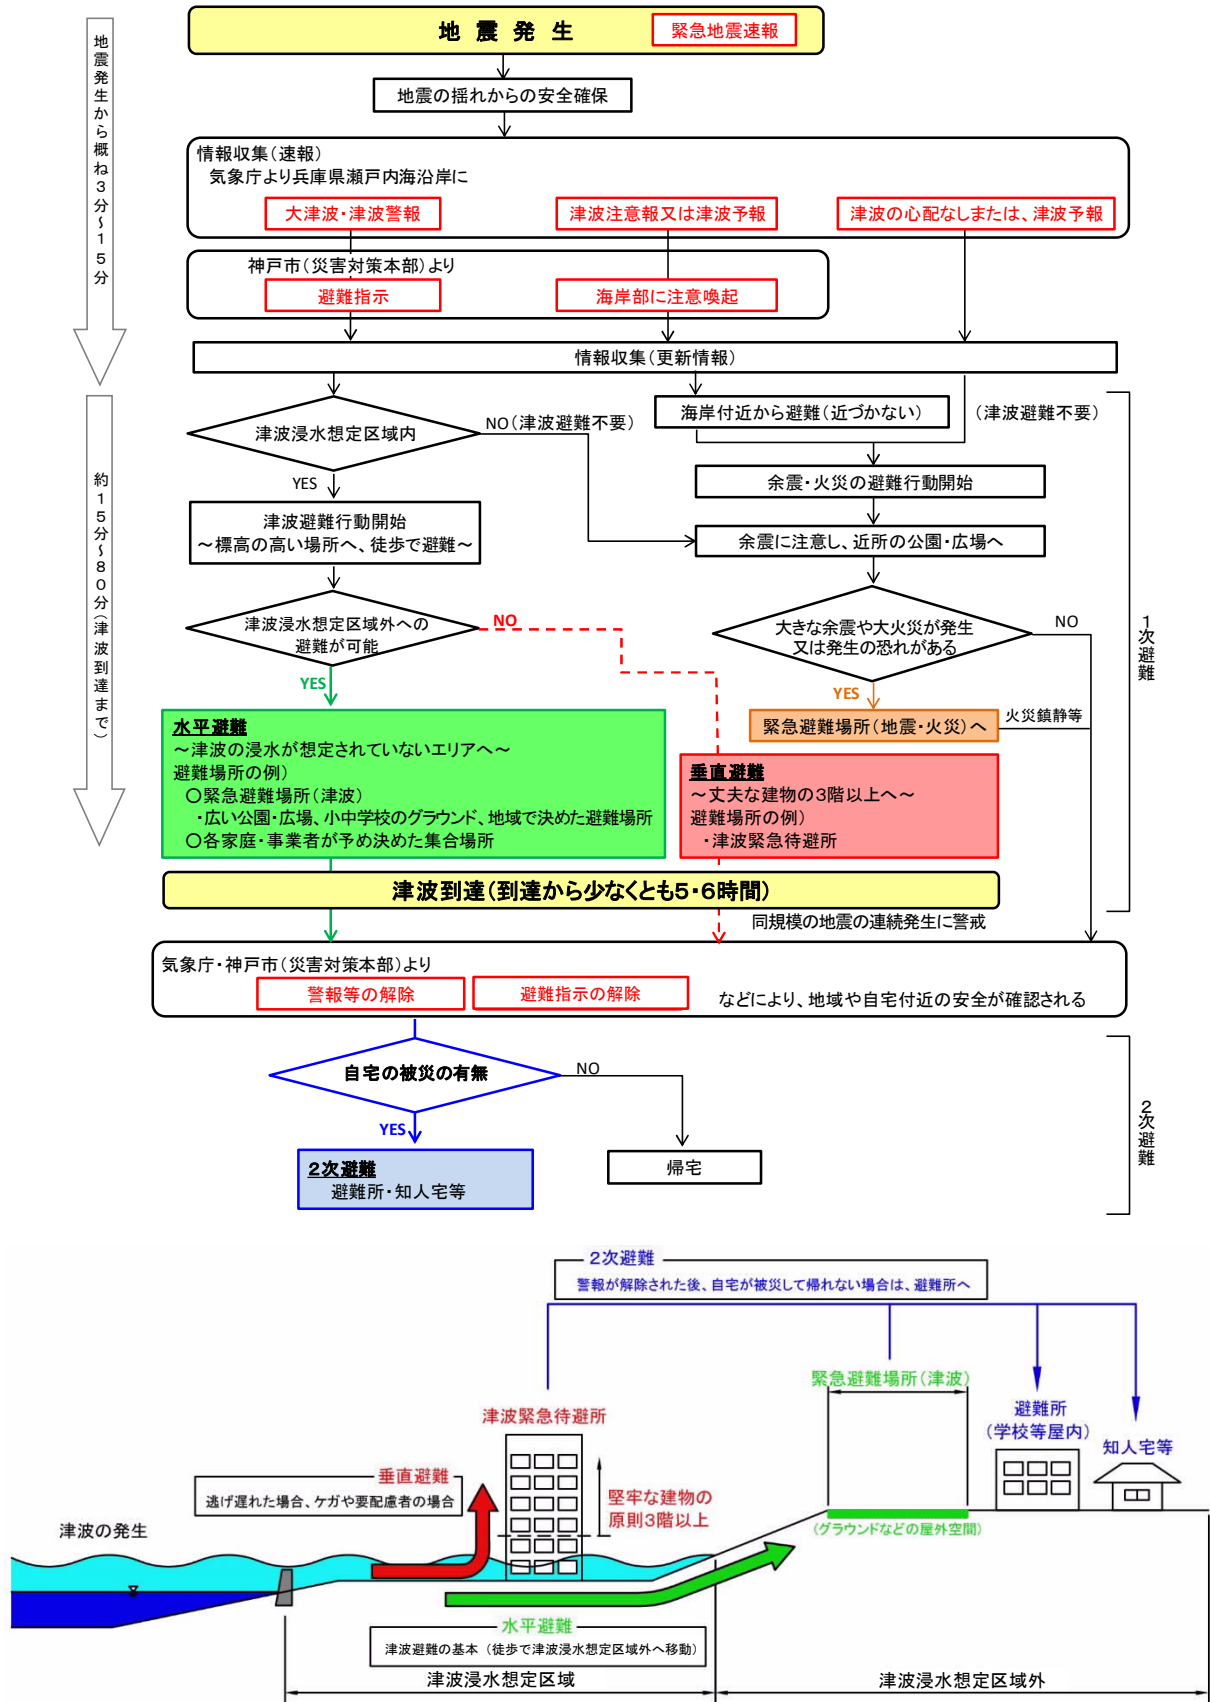 地 震 発 生
緊急地震速報
地震発生から概ね3分~15分
地震の揺れからの安全確保
情報収集(速報)
気象庁より兵庫県瀬戸内海沿岸に
大津波・津波警報
津波注意報又は津波予報
津波の心配なしまたは、津波予報
神戸市(災害対策本部)より
避難指示
海岸部に注意喚起
情報収集(更新情報)
約15分~80分(津波到達まで)
津波浸水想定区域内
NO(津波避難不要)
海岸付近から避難(近づかない)
(津波避難不要)
YES
余震・火災の避難行動開始
津波避難行動開始
~標高の高い場所へ、徒歩で避難~
余震に注意し、近所の公園・広場へ
津波浸水想定区域外への
避難が可能
NO
大きな余震や大火災が発生
又は発生の恐れがある
NO
1次避難
YES
YES
水平避難
~津波の浸水が想定されていないエリアへ~
避難場所の例)
○緊急避難場所(津波)
・広い公園・広場、小中学校のグラウンド、地域で決めた避難場所
○各家庭・事業者が予め決めた集合場所
緊急避難場所(地震・火災)へ
火災鎮静等
垂直避難
~丈夫な建物の3階以上へ~
避難場所の例)
・津波緊急待避所
津波到達(到達から少なくとも5・6時間)
同規模の地震の連続発生に警戒
気象庁・神戸市(災害対策本部)より
警報等の解除
避難指示の解除
などにより、地域や自宅付近の安全が確認される
自宅の被災の有無
NO
YES
2次避難
2次避難
避難所・知人宅等
帰宅
2次避難
警報が解除された後、自宅が被災して帰れない場合は、避難所へ
緊急避難場所(津波)
津波緊急待避所
避難所
(学校等屋内)
知人宅等
垂直避難
逃げ遅れた場合、ケガや要配慮者の場合
堅牢な建物の
原則3階以上
津波の発生
(グラウンドなどの屋外空間)
水平避難
津波避難の基本(徒歩で津波浸水想定区域外へ移動)
津波浸水想定区域
津波浸水想定区域外